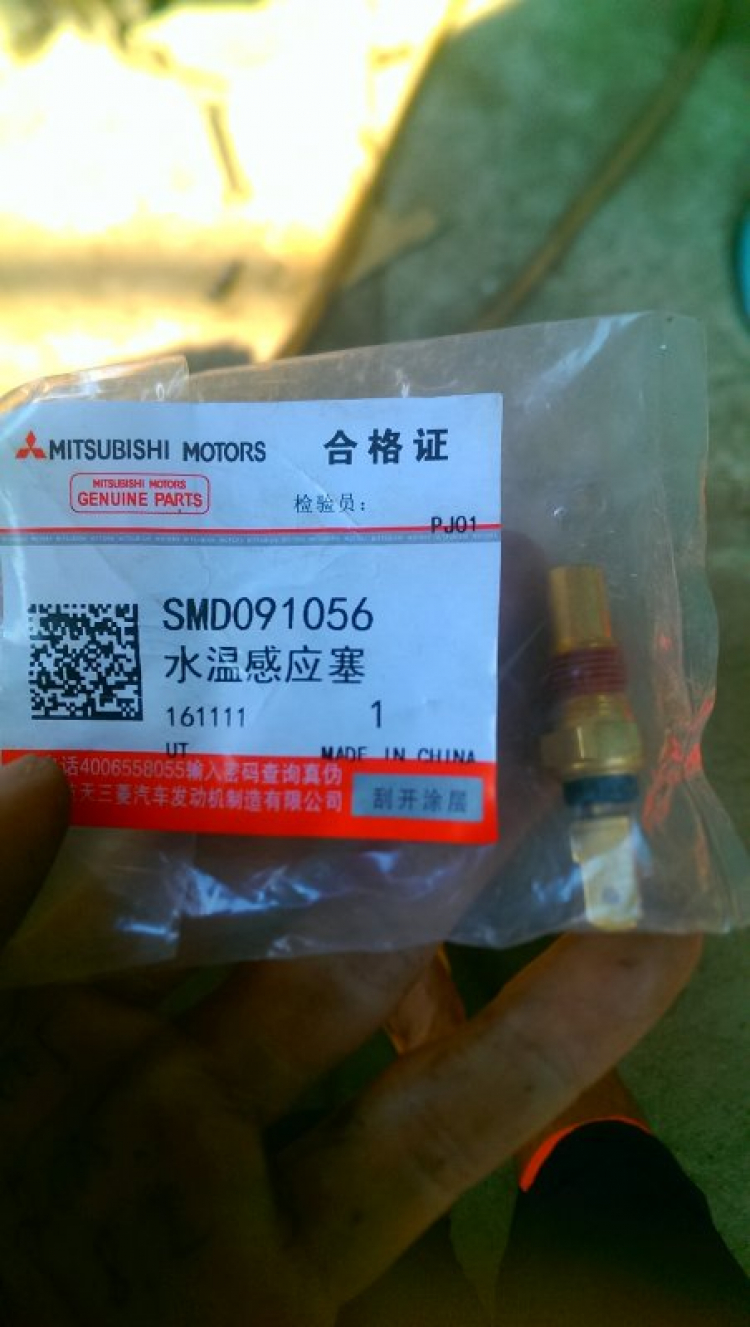 MITSUBISHI MOTORS 合格证
MITSUBISHI MOTORS
GENUINE PARTS
检验员：
PJ01
SMD091056
水温感应塞
161111 1
UT MADE IN CHINA
话4006558055输入密码查询真伪
天三菱汽车发动机制造有限公司
刮开涂层